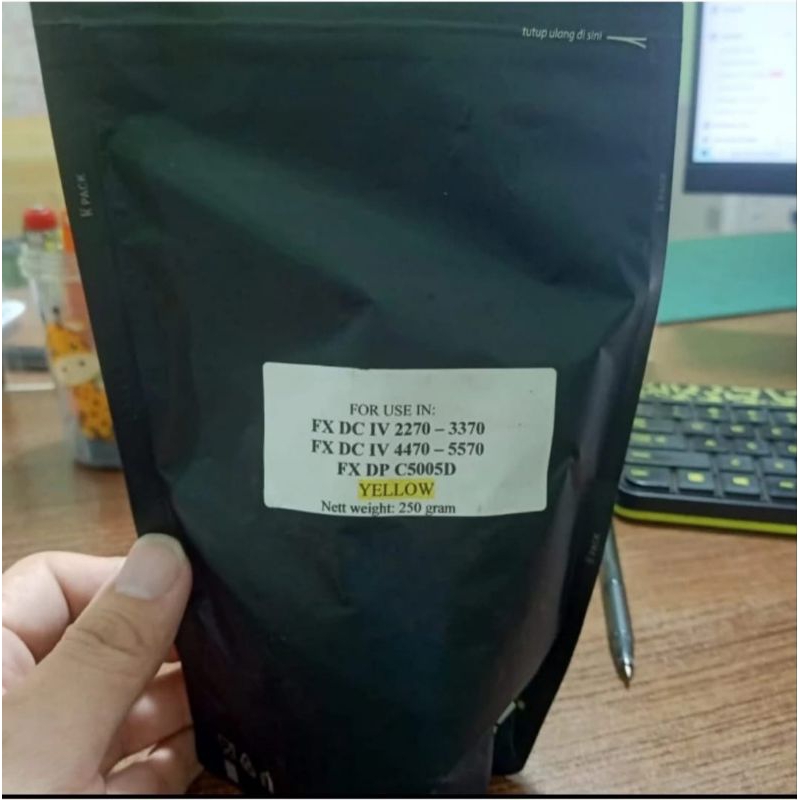 tutup ulang di sini
K PACK
FOR USE IN:
FX DC IV 2270 – 3370
FX DC IV 4470 – 5570
FX DP C5005D
YELLOW
Nett weight: 250 gram